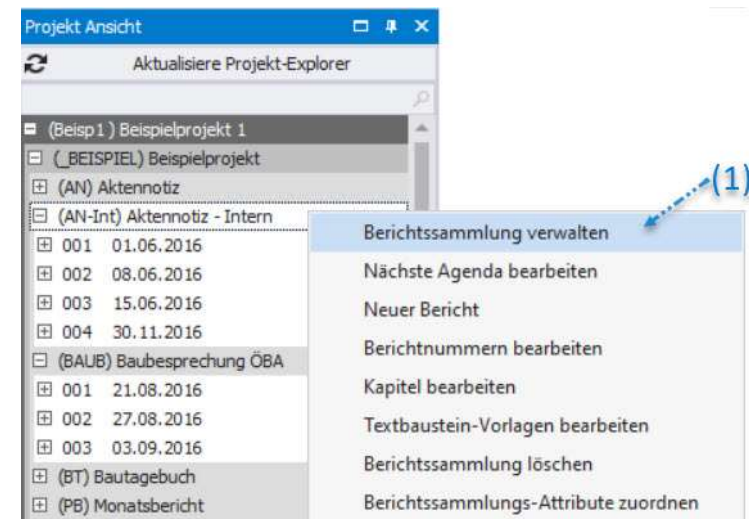 Projekt Ansicht
Aktualisiere Projekt-Explorer
(Beisp1 ) Beispielprojekt 1
(_BEISPIEL) Beispielprojekt
(AN) Aktennotiz
(AN-Int) Aktennotiz - Intern
001 01.06.2016
002 08.06.2016
003 15.06.2016
004 30.11.2016
(BAUB) Baubesprechung ÖBA
001 21.08.2016
002 27.08.2016
003 03.09.2016
(BT) Bautagebuch
(PB) Monatsbericht
(1)
Berichtssammlung verwalten
Nächste Agenda bearbeiten
Neuer Bericht
Berichtnummern bearbeiten
Kapitel bearbeiten
Textbaustein-Vorlagen bearbeiten
Berichtssammlung löschen
Berichtssammlungs-Attribute zuordnen